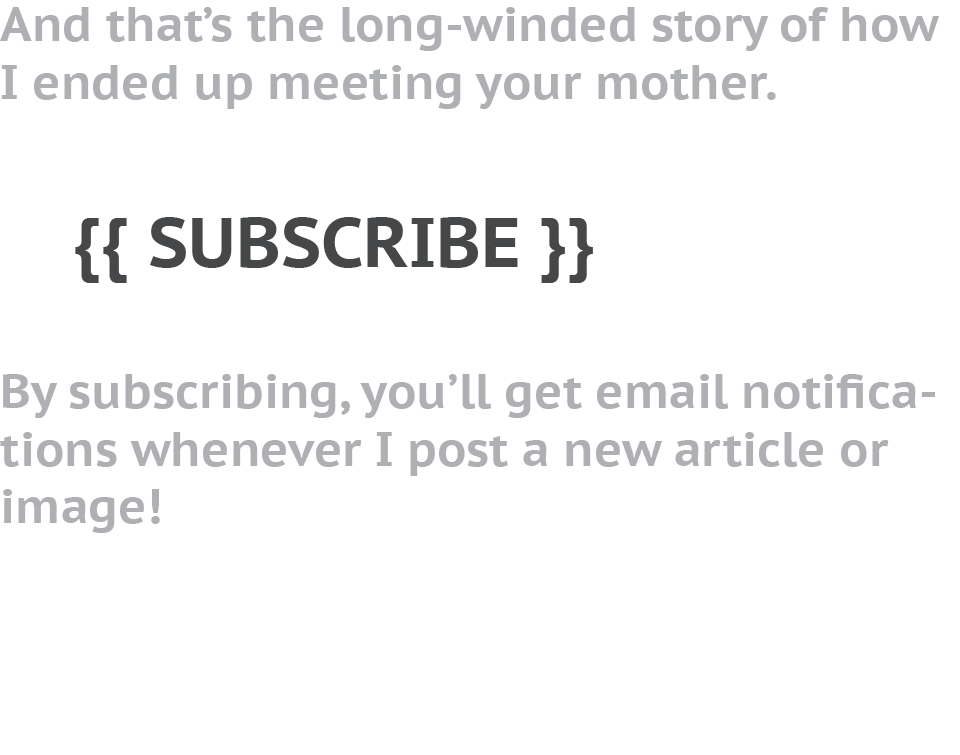 And that’s the long-winded story of how
I ended up meeting your mother.
{{ SUBSCRIBE }}
By subscribing, you’ll get email notifica-
tions whenever I post a new article or
image!